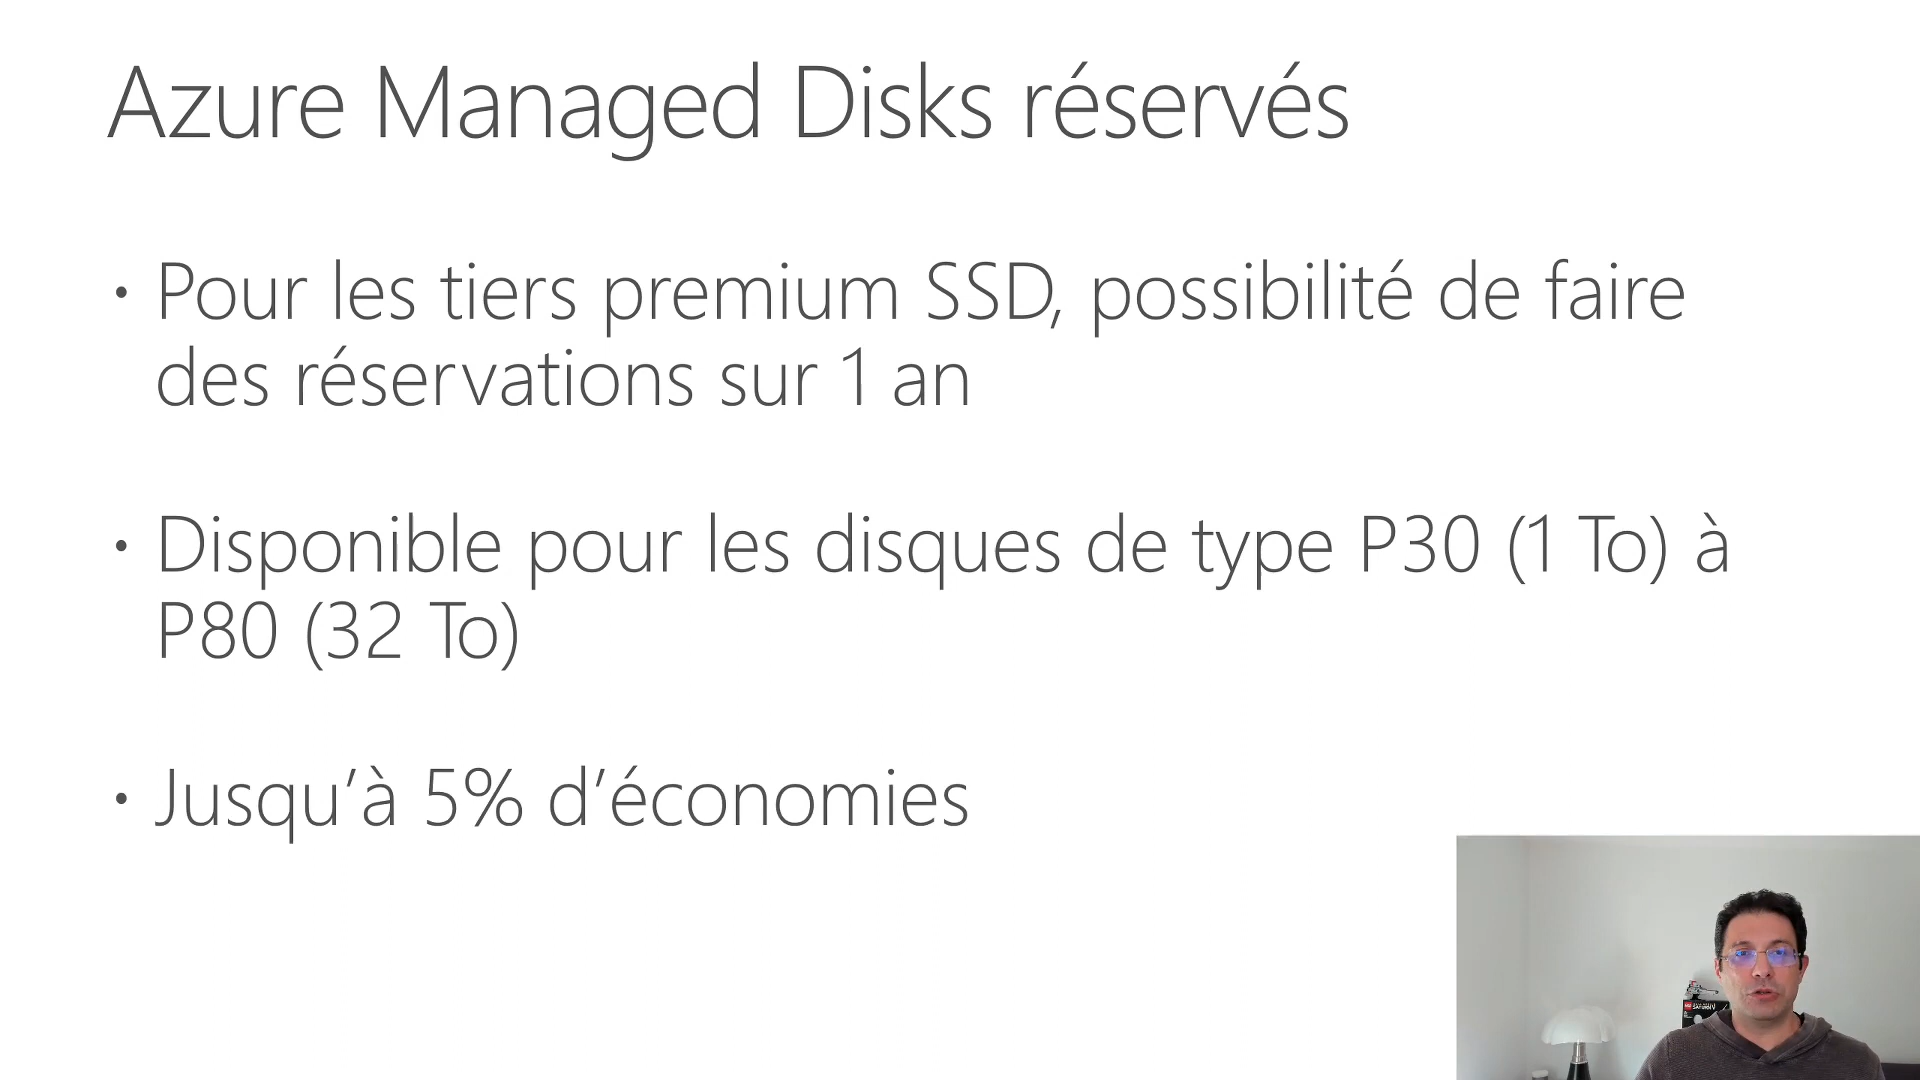 Azure Managed Disks réservés
• Pour les tiers premium SSD, possibilité de faire
des réservations sur 1 an
• Disponible pour les disques de type P30 (1 To) à
P80 (32 To)
• Jusqu’à 5% d’économies